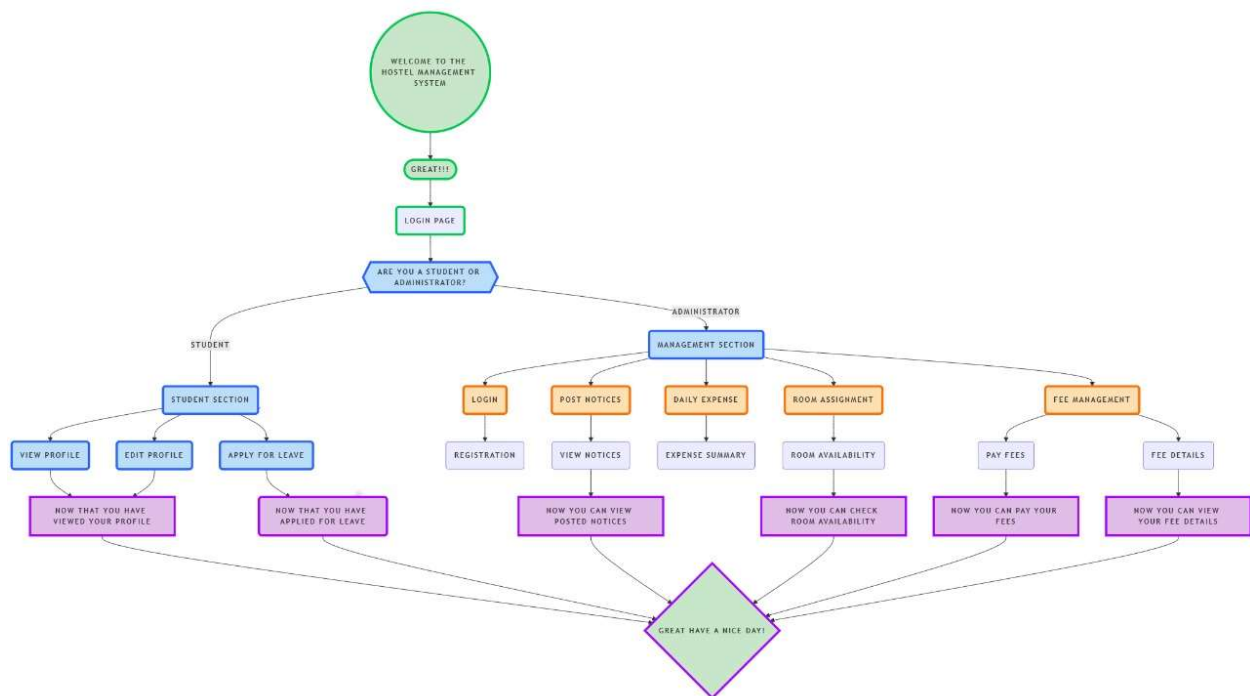 WELCOME TO THE
HOSTEL MANAGEMENT
SYSTEM
GREAT!!!
LOGIN PAGE
ARE YOU A STUDENT OR
ADMINISTRATOR?
ADMINISTRATOR
STUDENT
MANAGEMENT SECTION
STUDENT SECTION
LOGIN
POST NOTICES
DAILY EXPENSE
ROOM ASSIGNMENT
FEE MANAGEMENT
VIEW PROFILE
EDIT PROFILE
APPLY FOR LEAVE
REGISTRATION
VIEW NOTICES
EXPENSE SUMMARY
ROOM AVAILABILITY
PAY FEES
FEE DETAILS
NOW THAT YOU HAVE
VIEWED YOUR PROFILE
NOW THAT YOU HAVE
APPLIED FOR LEAVE
NOW YOU CAN VIEW
POSTED NOTICES
NOW YOU CAN CHECK
ROOM AVAILABILITY
NOW YOU CAN PAY YOUR
FEES
NOW YOU CAN VIEW
YOUR FEE DETAILS
GREAT HAVE A NICE DAY!